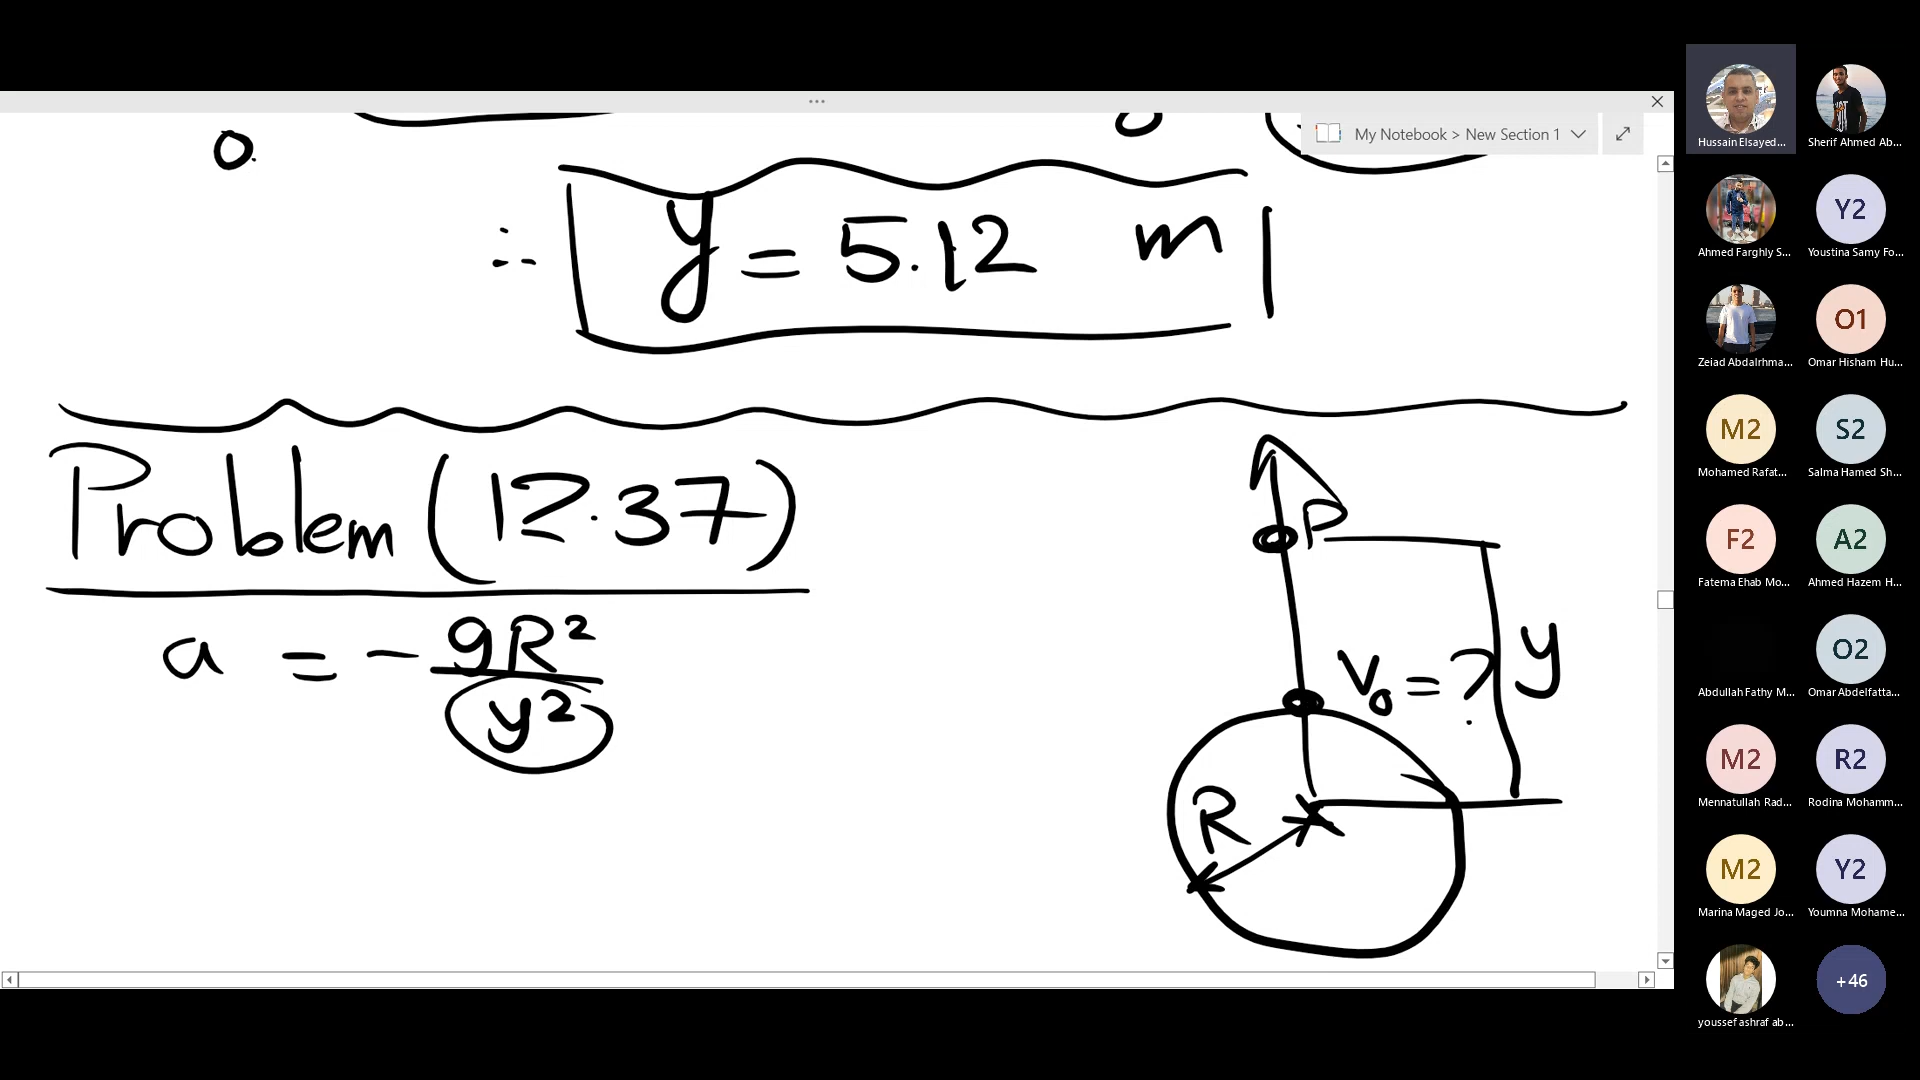 ...
My Notebook > New Section 1
0.
∴ y = 5.12 m
Problem (12.37)
a = - gR²
y²
P
V₀ = ?
y
R
Hussain Elsayed...
Sherif Ahmed Ab...
Ahmed Farghly S...
Y2
Youstina Samy Fo...
Zeiad Abdalrhma...
O1
Omar Hisham Hu...
M2
Mohamed Rafat...
S2
Salma Hamed Sh...
F2
Fatema Ehab Mo...
A2
Ahmed Hazem H...
Abdullah Fathy M...
O2
Omar Abdelfatta...
M2
Mennatullah Rad...
R2
Rodina Mohamm...
M2
Marina Maged Jo...
Y2
Youmna Mohame...
youssef ashraf ab...
+46